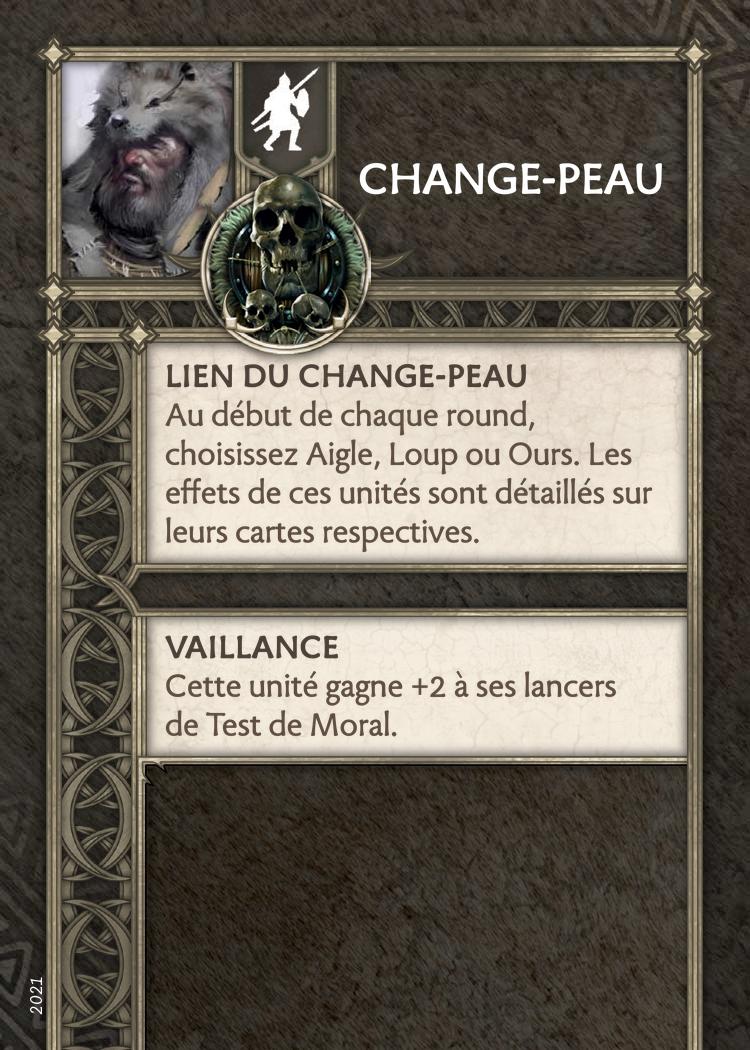 CHANGE-PEAU
LIEN DU CHANGE-PEAU
Au début de chaque round,
choisissez Aigle, Loup ou Ours. Les
effets de ces unités sont détaillés sur
leurs cartes respectives.
VAILLANCE
Cette unité gagne +2 à ses lancers
de Test de Moral.
2021